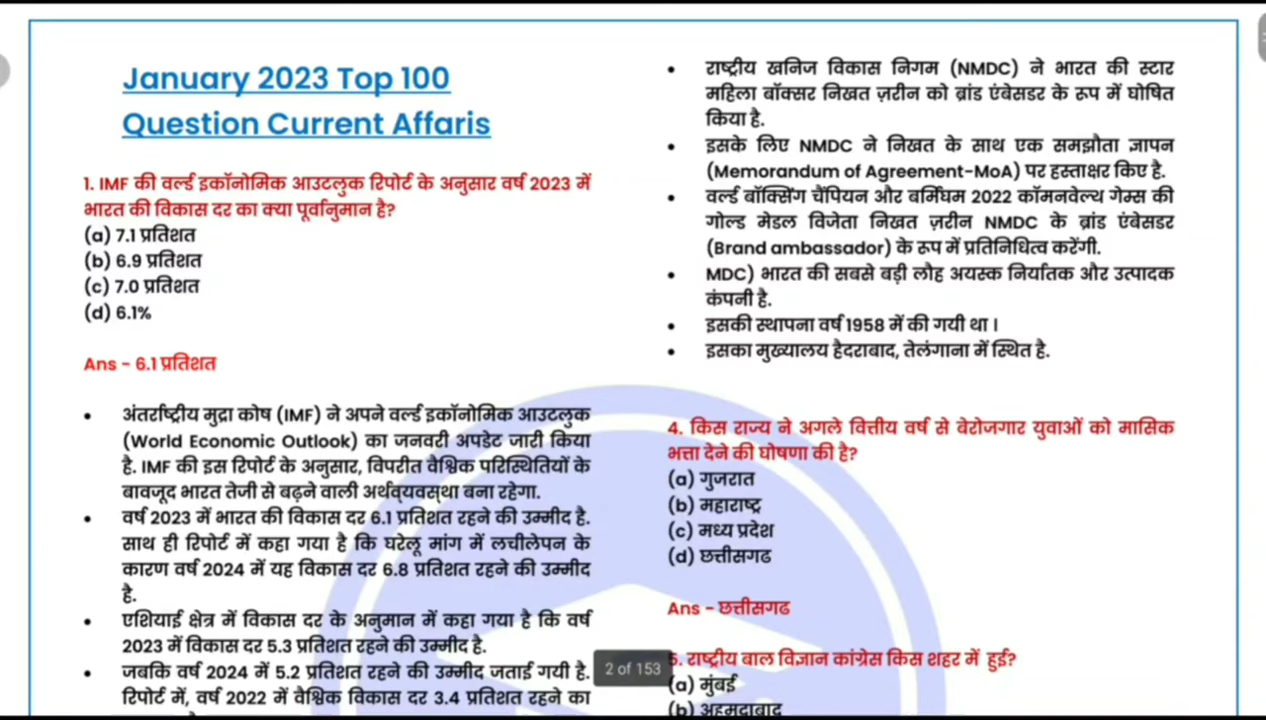 January 2023 Top 100
Question Current Affaris
1. IMF की वर्ल्ड इकॉनोमिक आउटलुक रिपोर्ट के अनुसार वर्ष 2023 में
भारत की विकास दर का क्या पूर्वानुमान है?
(a) 7.1 प्रतिशत
(b) 6.9 प्रतिशत
(c) 7.0 प्रतिशत
(d) 6.1%
Ans - 6.1 प्रतिशत
• अंतर्राष्ट्रीय मुद्रा कोष (IMF) ने अपने वर्ल्ड इकॉनोमिक आउटलुक
(World Economic Outlook) का जनवरी अपडेट जारी किया
है. IMF की इस रिपोर्ट के अनुसार, विपरीत वैश्विक परिस्थितियों के
बावजूद भारत तेजी से बढ़ने वाली अर्थव्यवस्था बना रहेगा.
• वर्ष 2023 में भारत की विकास दर 6.1 प्रतिशत रहने की उम्मीद है.
साथ ही रिपोर्ट में कहा गया है कि घरेलू मांग में लचीलेपन के
कारण वर्ष 2024 में यह विकास दर 6.8 प्रतिशत रहने की उम्मीद
है.
• एशियाई क्षेत्र में विकास दर के अनुमान में कहा गया है कि वर्ष
2023 में विकास दर 5.3 प्रतिशत रहने की उम्मीद है.
• जबकि वर्ष 2024 में 5.2 प्रतिशत रहने की उम्मीद जताई गयी है.
रिपोर्ट में, वर्ष 2022 में वैश्विक विकास दर 3.4 प्रतिशत रहने का
• राष्ट्रीय खनिज विकास निगम (NMDC) ने भारत की स्टार
महिला बॉक्सर निखत ज़रीन को ब्रांड एंबेसडर के रूप में घोषित
किया है.
• इसके लिए NMDC ने निखत के साथ एक समझौता ज्ञापन
(Memorandum of Agreement-MoA) पर हस्ताक्षर किए है.
• वर्ल्ड बॉक्सिंग चैंपियन और बर्मिंघम 2022 कॉमनवेल्थ गेम्स की
गोल्ड मेडल विजेता निखत ज़रीन NMDC के ब्रांड एंबेसडर
(Brand ambassador) के रूप में प्रतिनिधित्व करेंगी.
• MDC) भारत की सबसे बड़ी लौह अयस्क निर्यातक और उत्पादक
कंपनी है.
• इसकी स्थापना वर्ष 1958 में की गयी था।
• इसका मुख्यालय हैदराबाद, तेलंगाना में स्थित है.
4. किस राज्य ने अगले वित्तीय वर्ष से बेरोजगार युवाओं को मासिक
भत्ता देने की घोषणा की है?
(a) गुजरात
(b) महाराष्ट्र
(c) मध्य प्रदेश
(d) छत्तीसगढ
Ans - छत्तीसगढ
5. राष्ट्रीय बाल विज्ञान कांग्रेस किस शहर में हुई?
(a) मुंबई
(b) अहमदाबाद
2 of 153